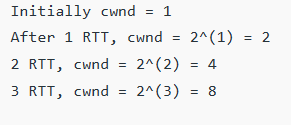 Initially cwnd = 1
After 1 RTT, cwnd = 2^(1) = 2
2 RTT, cwnd = 2^(2) = 4
3 RTT, cwnd = 2^(3) = 8